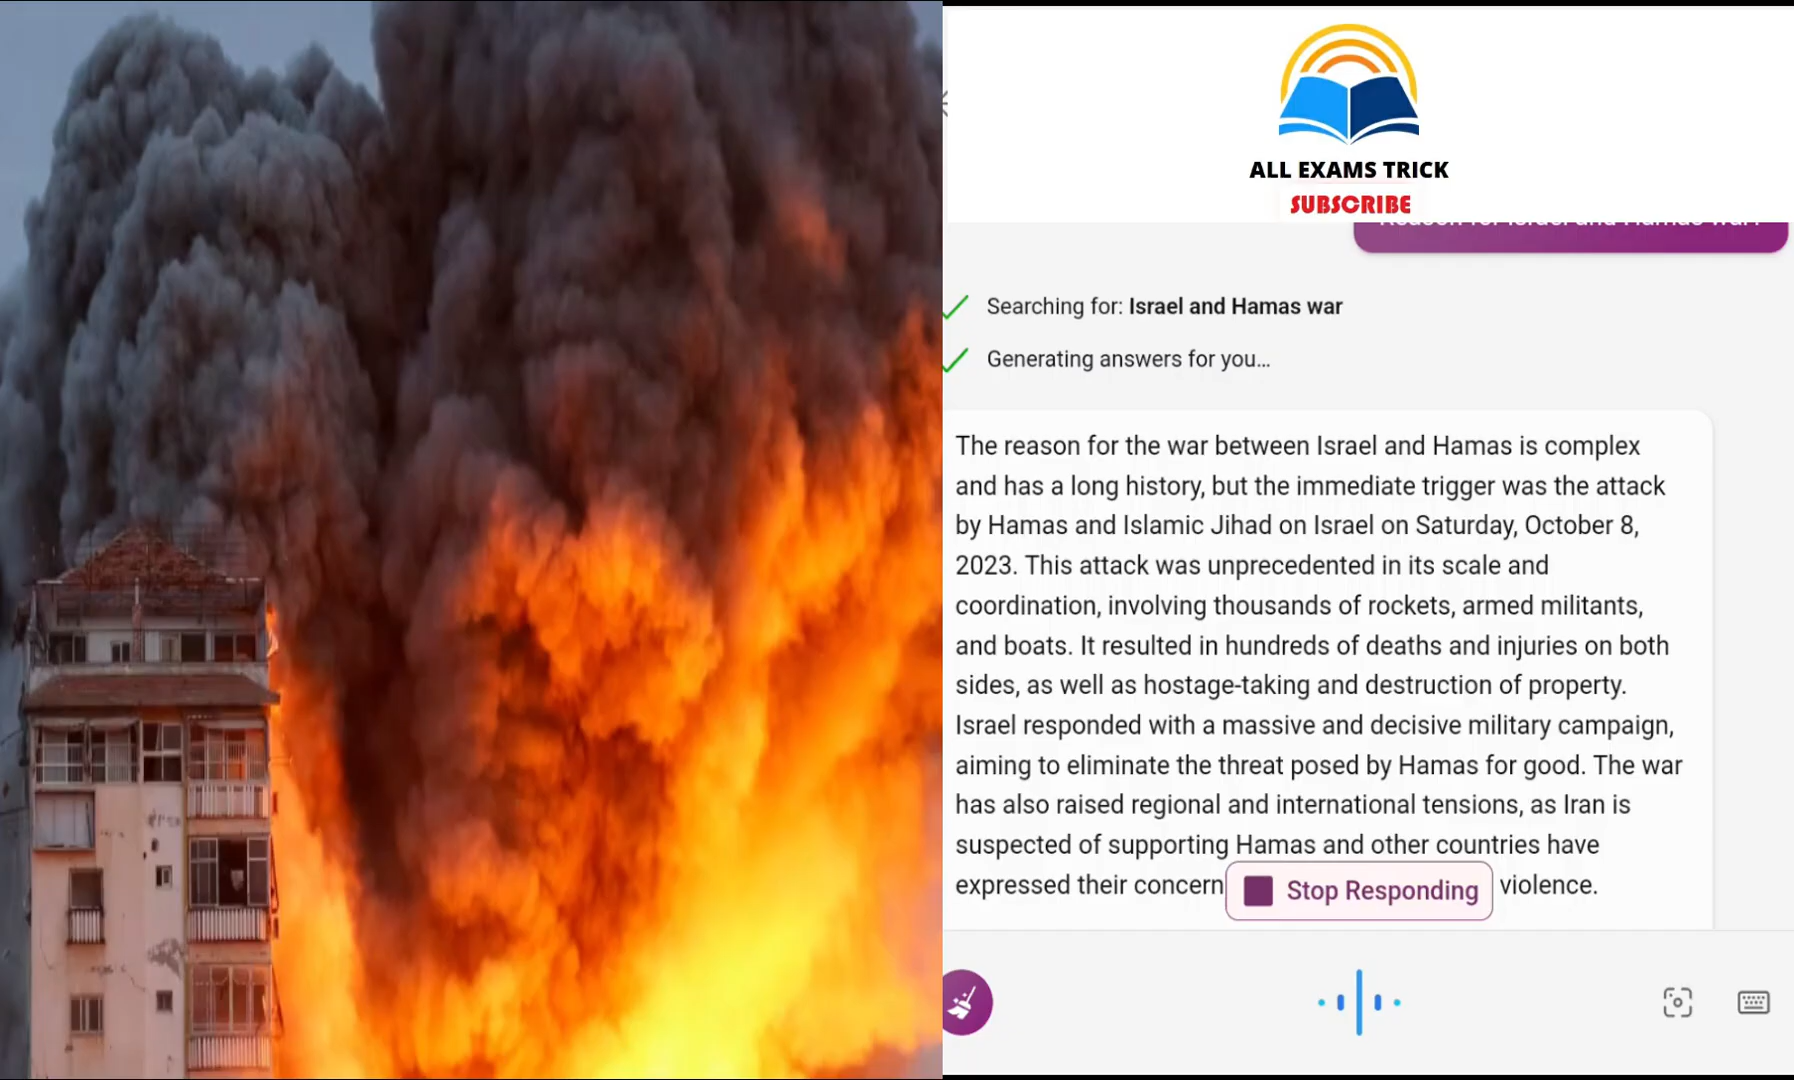 ALL EXAMS TRICK
SUBSCRIBE
Reason for Israel and Hamas war?
Searching for: Israel and Hamas war
Generating answers for you...
The reason for the war between Israel and Hamas is complex
and has a long history, but the immediate trigger was the attack
by Hamas and Islamic Jihad on Israel on Saturday, October 8,
2023. This attack was unprecedented in its scale and
coordination, involving thousands of rockets, armed militants,
and boats. It resulted in hundreds of deaths and injuries on both
sides, as well as hostage-taking and destruction of property.
Israel responded with a massive and decisive military campaign,
aiming to eliminate the threat posed by Hamas for good. The war
has also raised regional and international tensions, as Iran is
suspected of supporting Hamas and other countries have
expressed their concern violence.
Stop Responding